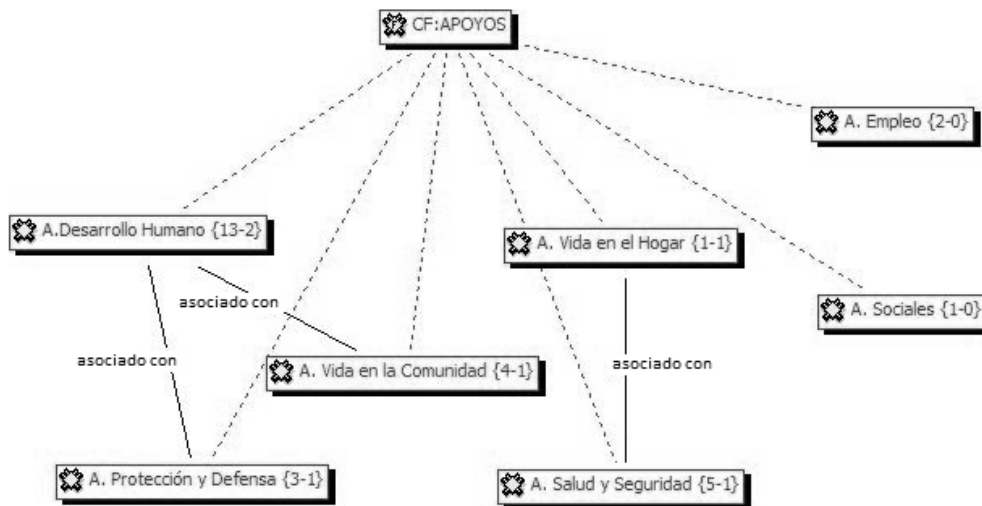 CF:APOYOS
A. Empleo {2-0}
A.Desarrollo Humano {13-2}
A. Vida en el Hogar {1-1}
asociado con
A. Sociales {1-0}
asociado con
asociado con
A. Vida en la Comunidad {4-1}
A. Protección y Defensa {3-1}
A. Salud y Seguridad {5-1}